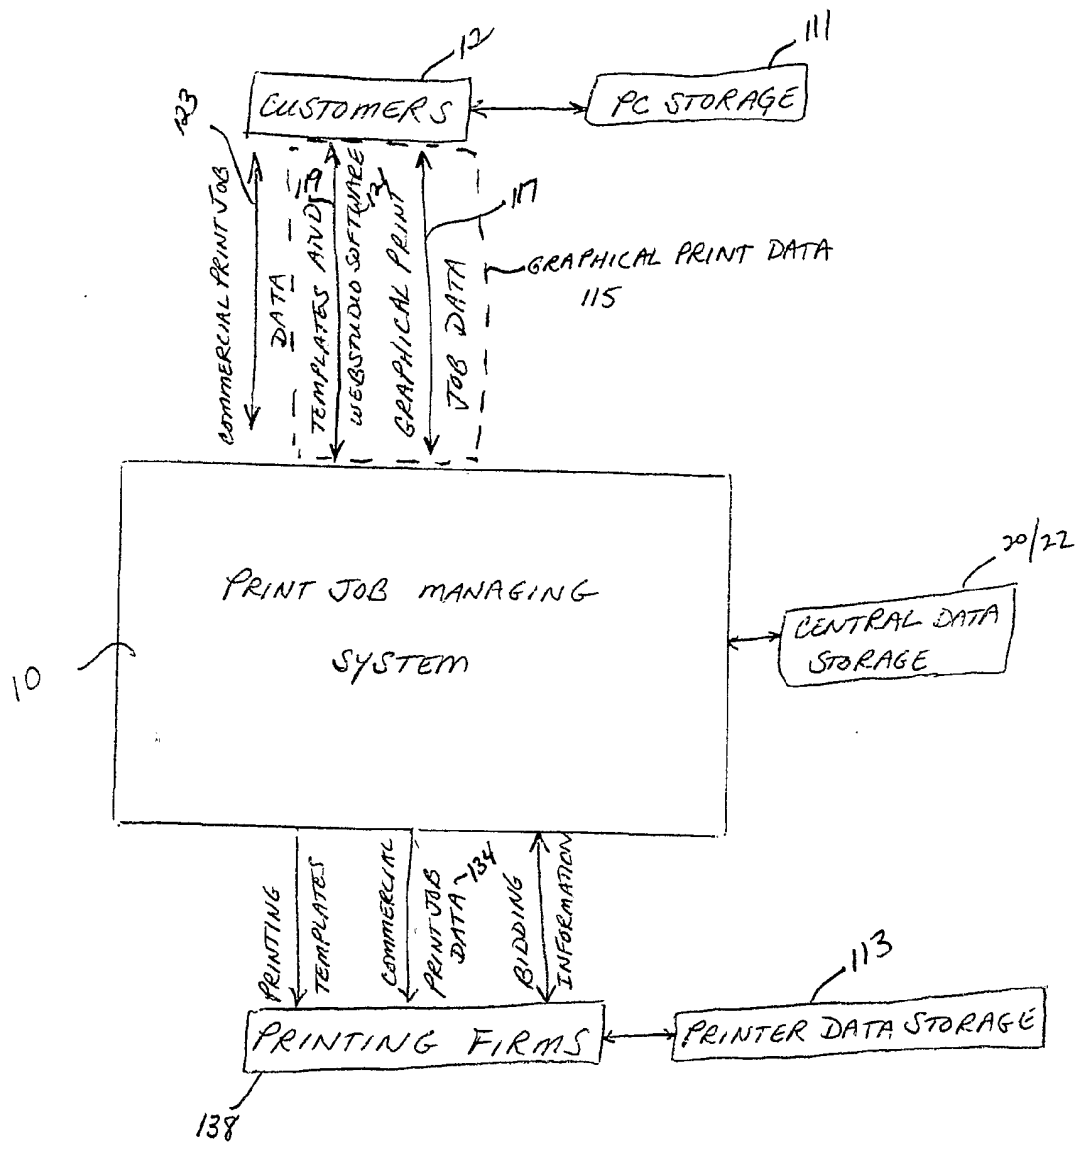 12
111
CUSTOMERS
PC STORAGE
123
COMMERCIAL PRINT JOB
DATA
119
TEMPLATES AND
WEBSTUDIO SOFTWARE
121
GRAPHICAL PRINT
JOB DATA
117
GRAPHICAL PRINT DATA
115
PRINT JOB MANAGING
SYSTEM
10
20/22
CENTRAL DATA
STORAGE
PRINTING
TEMPLATES
COMMERCIAL
PRINT JOB
DATA ~134
BIDDING
INFORMATION
113
PRINTING FIRMS
PRINTER DATA STORAGE
138